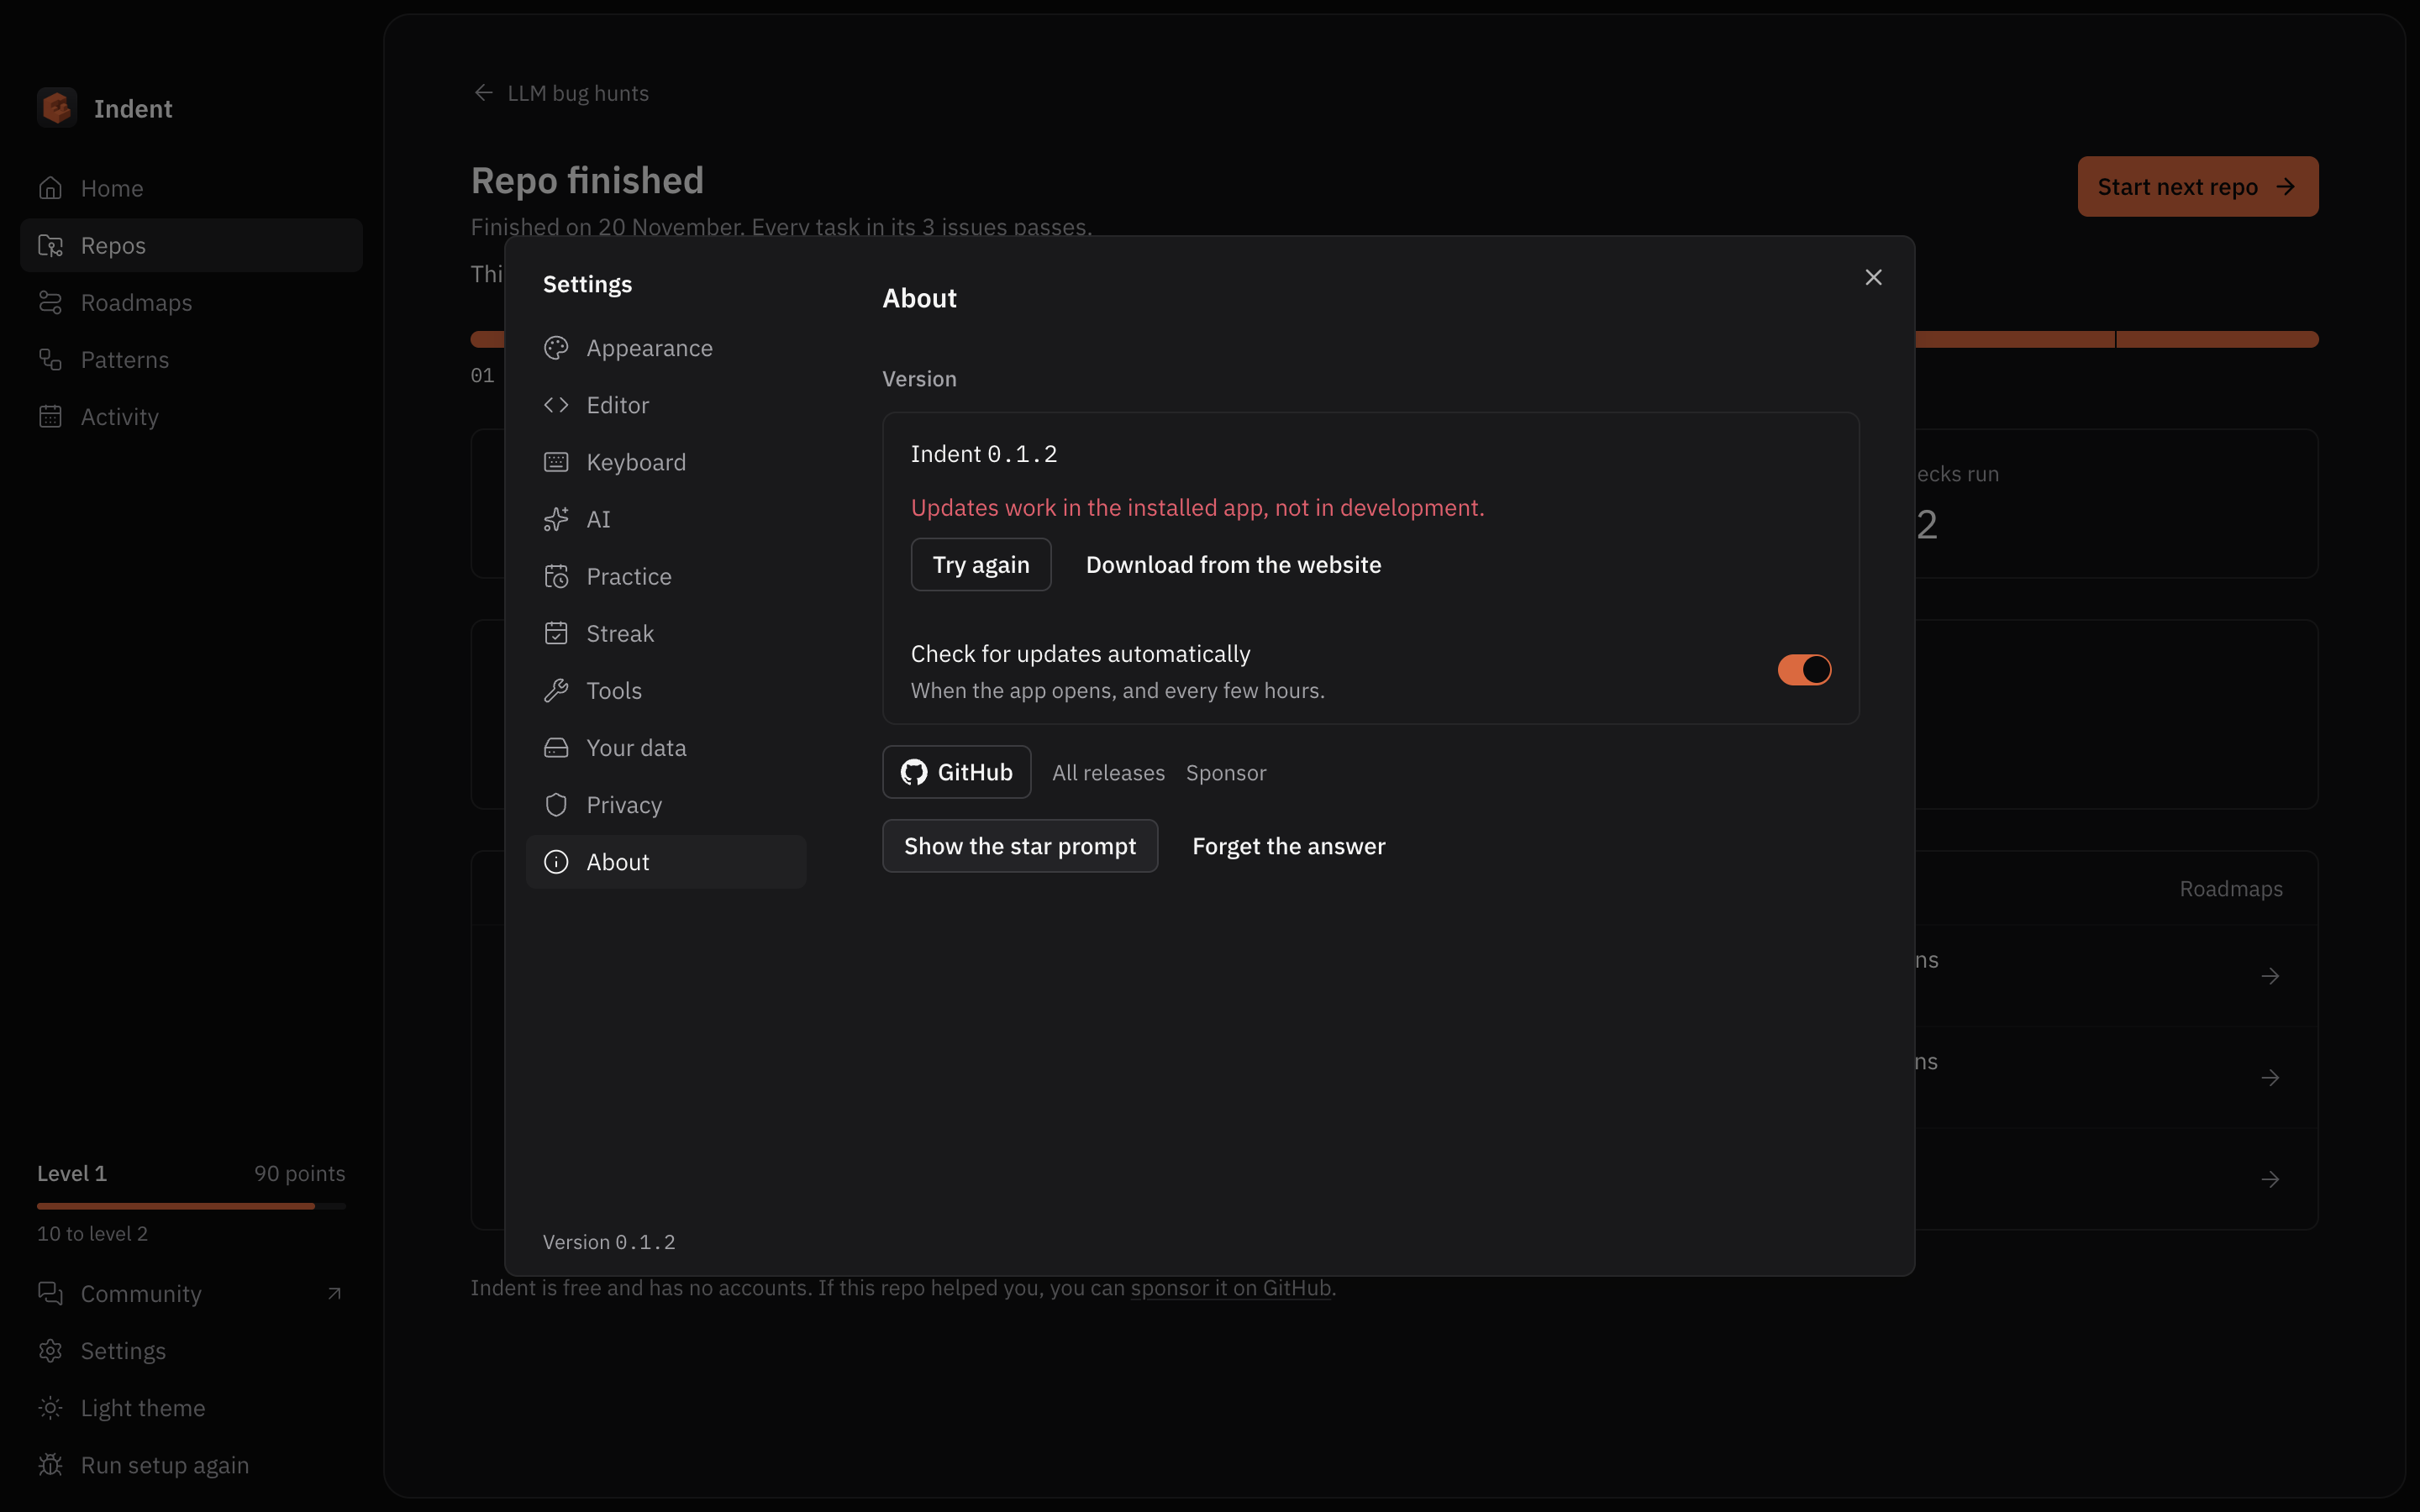 Indent
Home
Repos
Roadmaps
Patterns
Activity
Level 1
90 points
10 to level 2
Community
Settings
Light theme
Run setup again
LLM bug hunts
Repo finished
Start next repo
Finished on 20 November. Every task in its 3 issues passes.
Thi
01
ecks run
2
Roadmaps
ns
ns
Settings
Appearance
Editor
Keyboard
AI
Practice
Streak
Tools
Your data
Privacy
About
Version 0.1.2
About
Version
Indent 0.1.2
Updates work in the installed app, not in development.
Try again
Download from the website
Check for updates automatically
When the app opens, and every few hours.
GitHub
All releases
Sponsor
Show the star prompt
Forget the answer
Indent is free and has no accounts. If this repo helped you, you can sponsor it on GitHub.